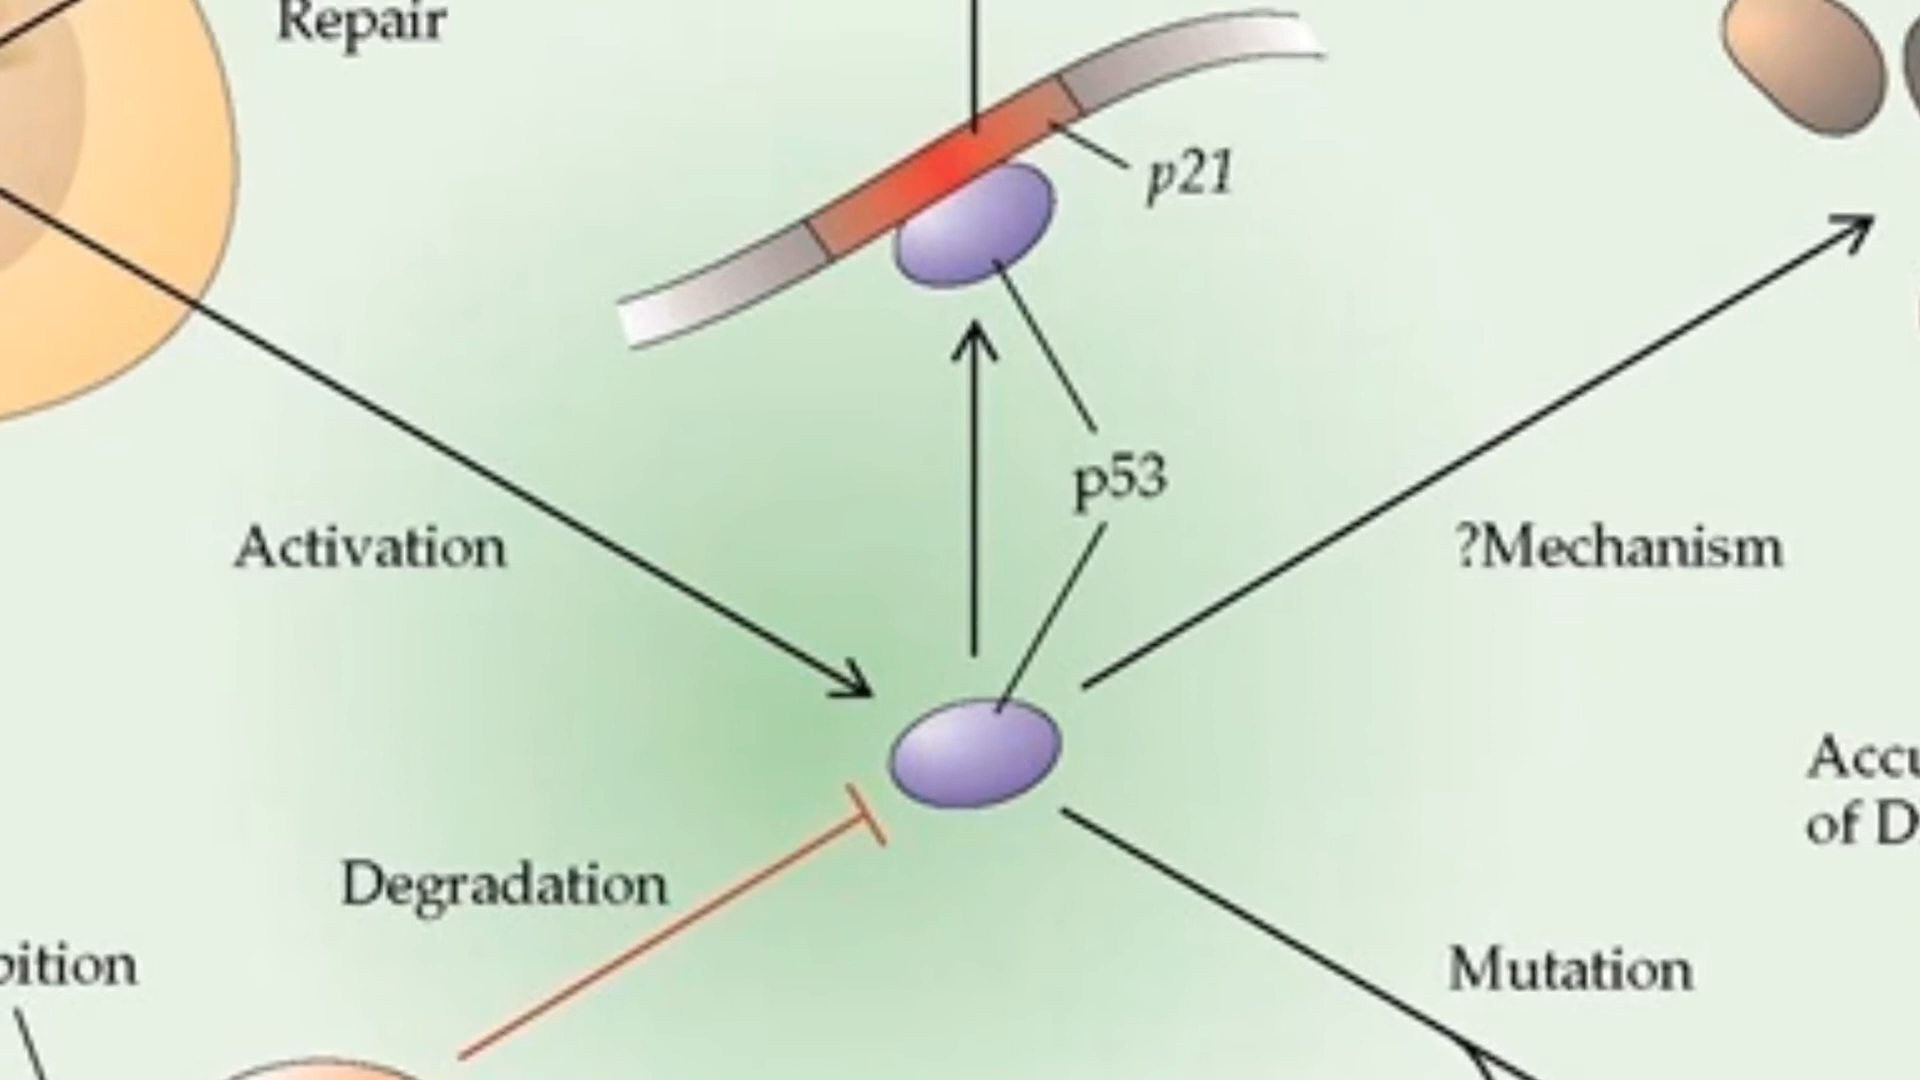 Repair
p21
p53
Activation
?Mechanism
Degradation
Mutation